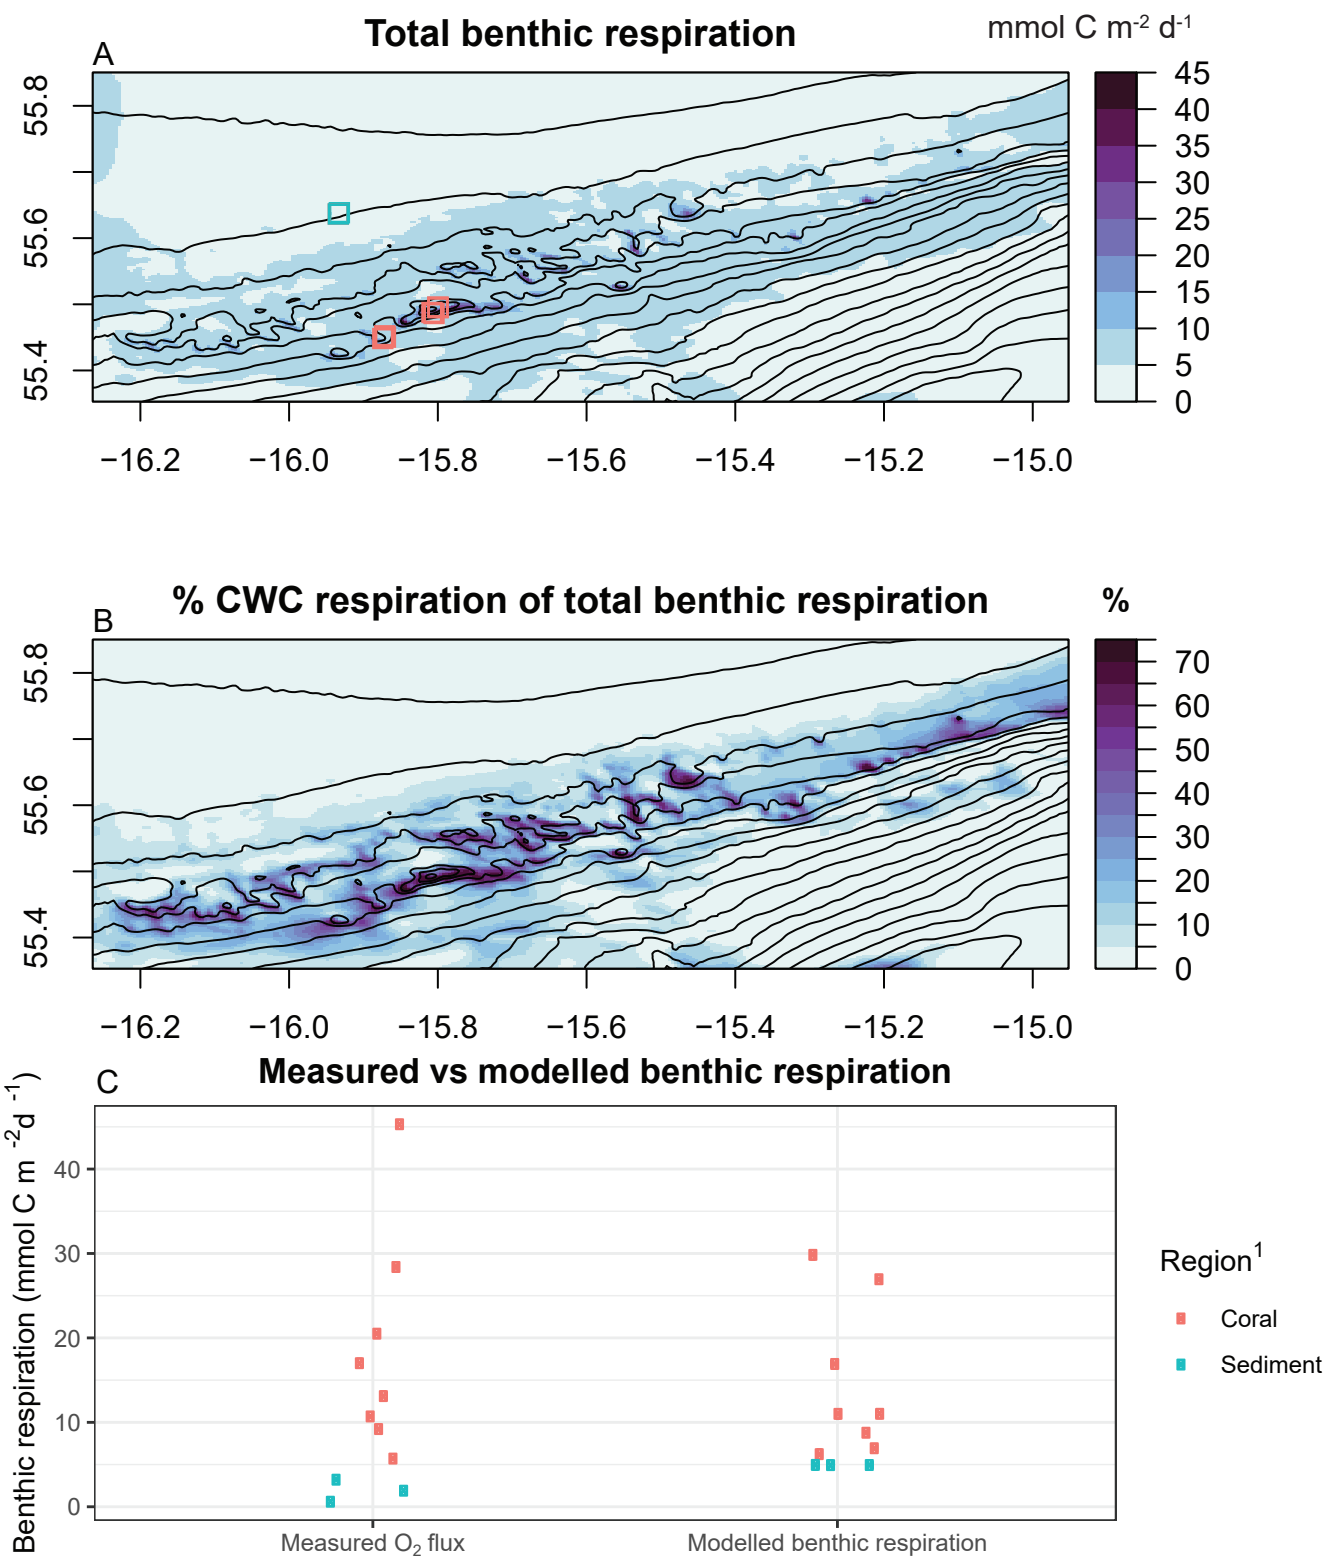 Total benthic respiration
mmol C m-2 d-1
A
55.8
55.6
55.4
45
40
35
30
25
20
15
10
5
0
−16.2 −16.0 −15.8 −15.6 −15.4 −15.2 −15.0
% CWC respiration of total benthic respiration
%
B
55.8
55.6
55.4
70
60
50
40
30
20
10
0
−16.2 −16.0 −15.8 −15.6 −15.4 −15.2 −15.0
Measured vs modelled benthic respiration
C
Benthic respiration (mmol C m -2d -1)
40
30
20
10
0
Measured O2 flux Modelled benthic respiration
Region1
Coral
Sediment